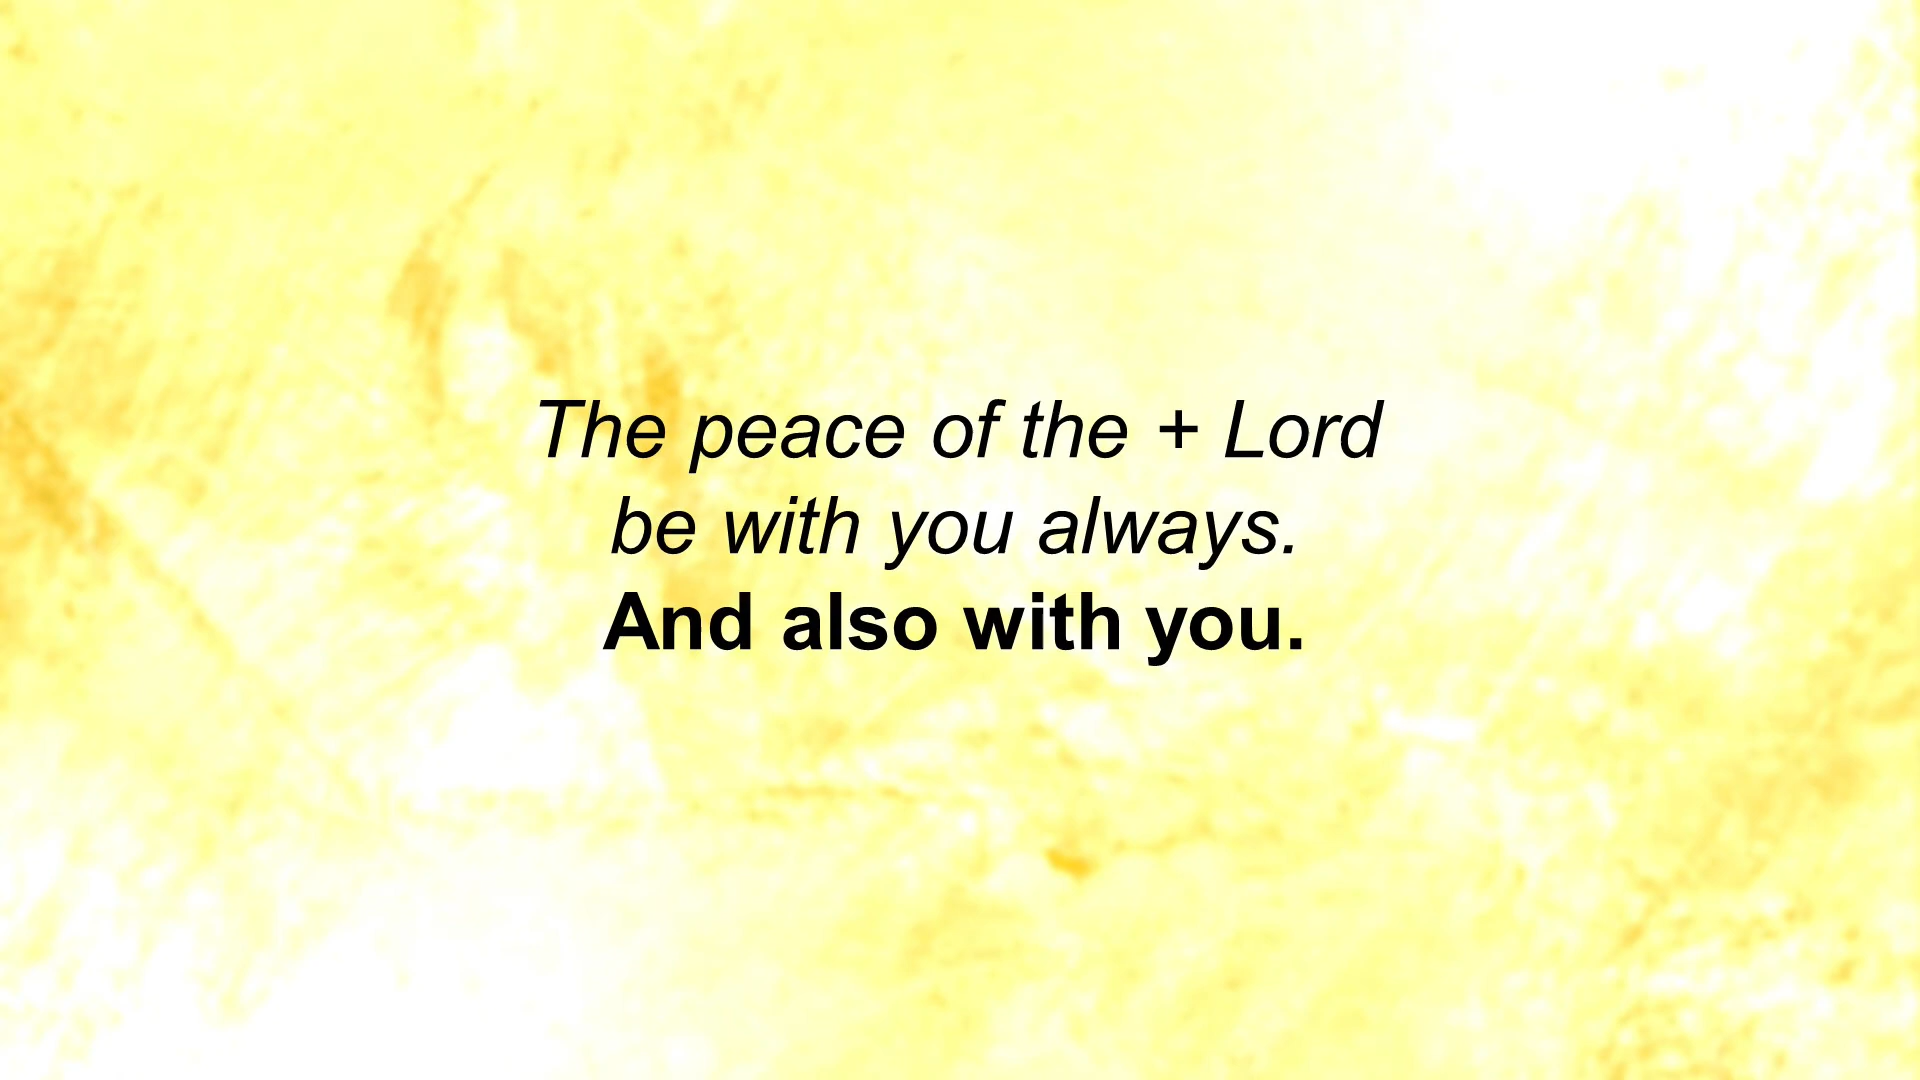 The peace of the + Lord
be with you always.
And also with you.